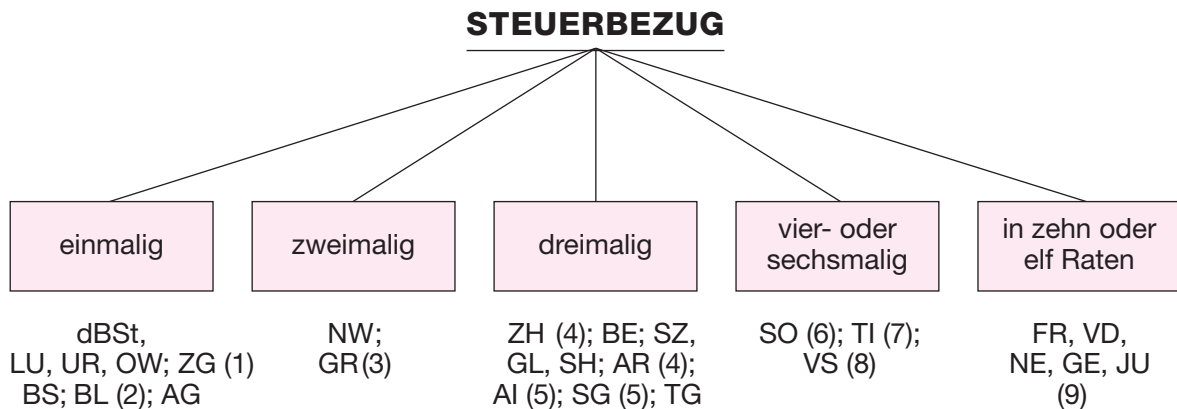 STEUERBEZUG
einmalig
zweimalig
dreimalig
vier- oder
sechsmalig
in zehn oder
elf Raten
dBSt,
LU, UR, OW; ZG (1)
BS; BL (2); AG
NW;
GR(3)
ZH (4); BE; SZ,
GL, SH; AR (4);
AI (5); SG (5); TG
SO (6); TI (7);
VS (8)
FR, VD,
NE, GE, JU
(9)